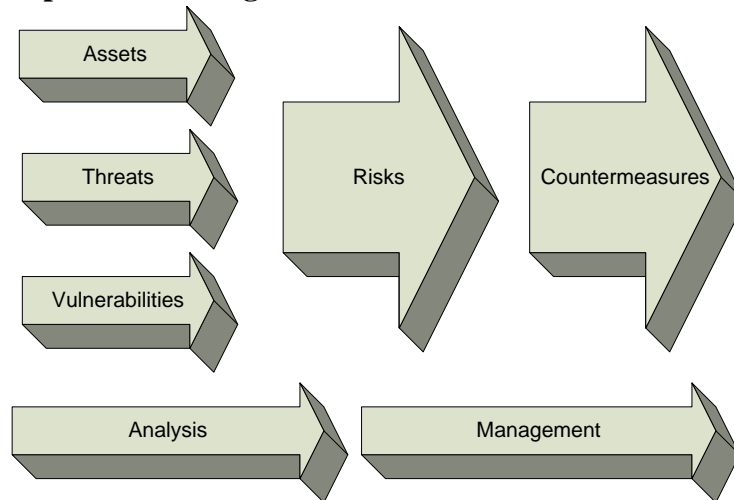 Assets
Threats
Risks
Countermeasures
Vulnerabilities
Analysis
Management